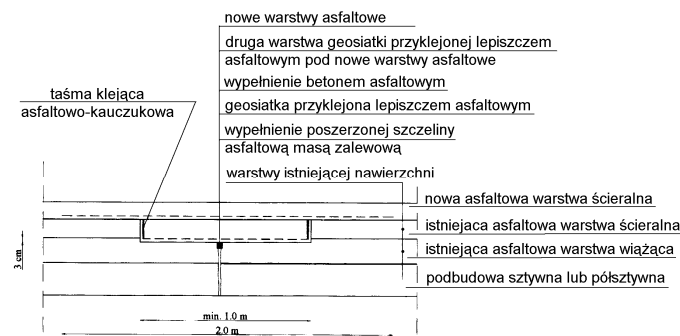 nowe warstwy asfaltowe
druga warstwa geosiatki przyklejonej lepiszczem
asfaltowym pod nowe warstwy asfaltowe
wypełnienie betonem asfaltowym
taśma klejąca
asfaltowo-kauczukowa
geosiatka przyklejona lepiszczem asfaltowym
wypełnienie poszerzonej szczeliny
asfaltową masą zalewową
warstwy istniejącej nawierzchni
nowa asfaltowa warstwa ścieralna
istniejaca asfaltowa warstwa ścieralna
istniejąca asfaltowa warstwa wiążąca
podbudowa sztywna lub półsztywna
3 cm
min. 1.0 m
2.0 m